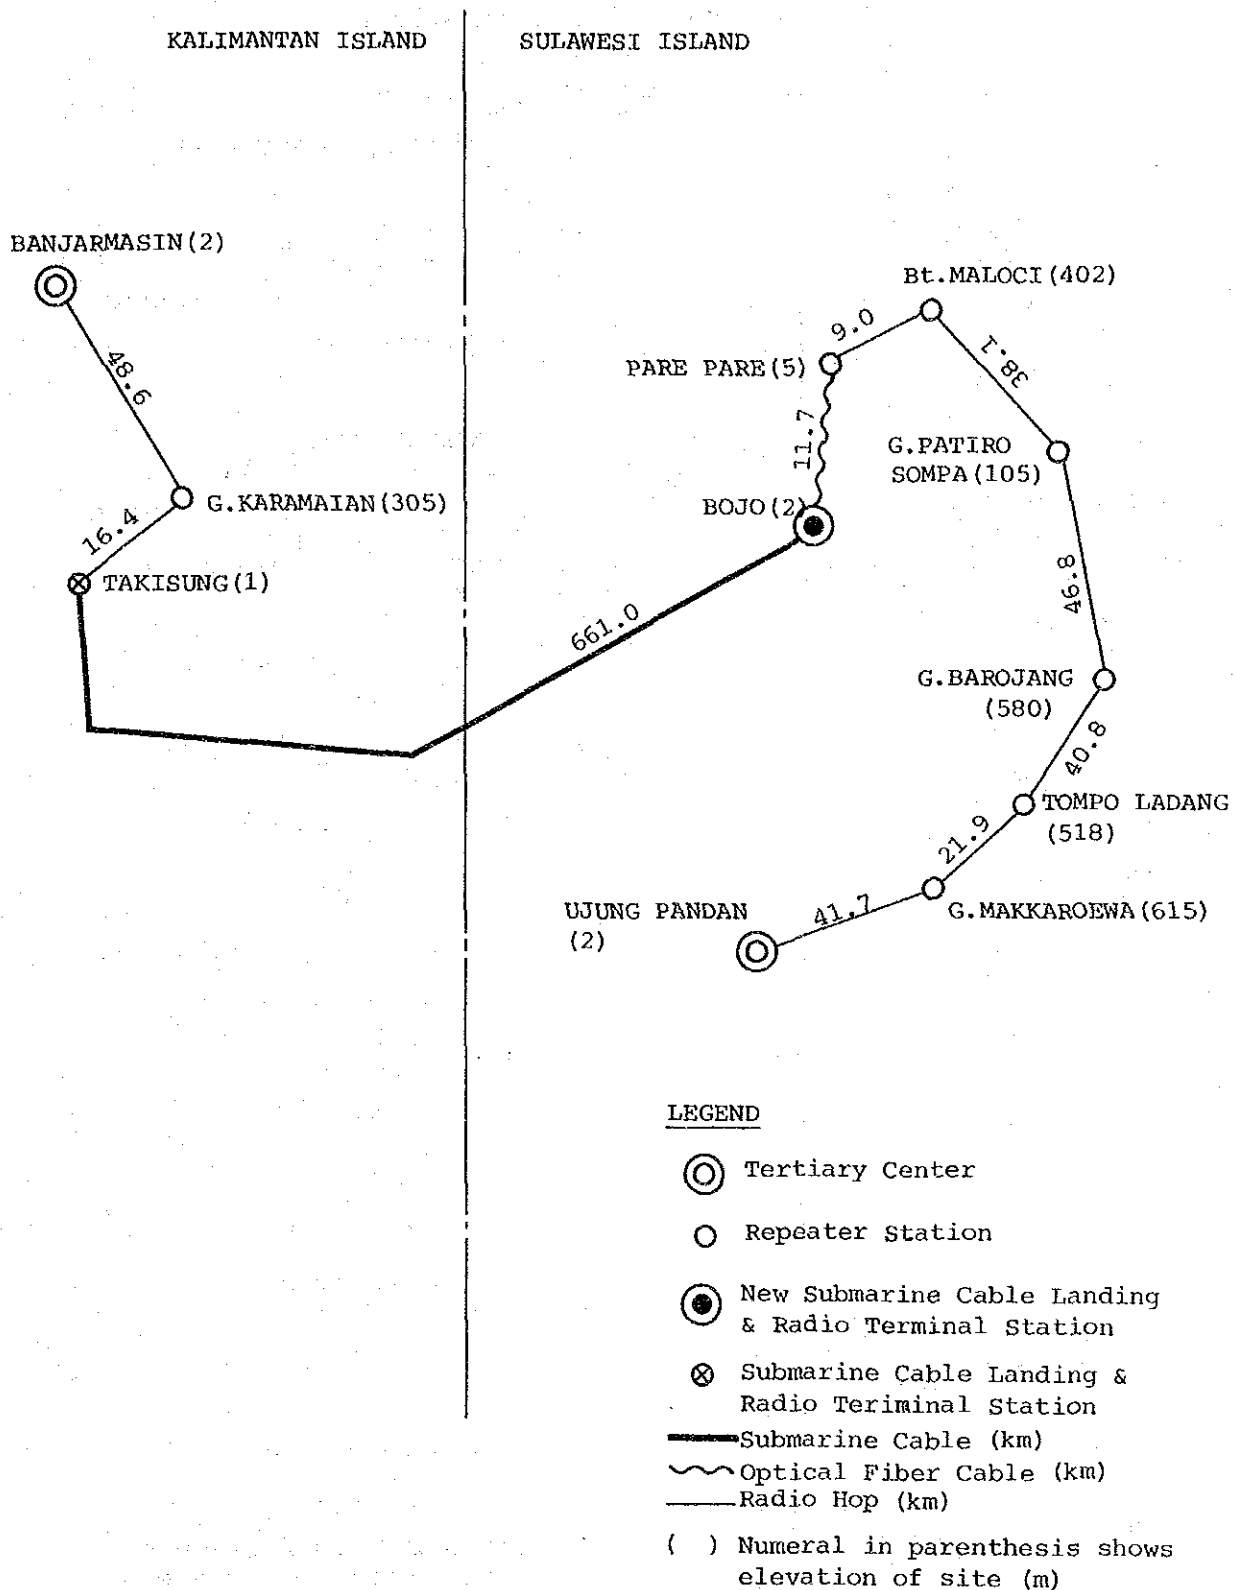 KALIMANTAN ISLAND
SULAWESI ISLAND
BANJARMASIN(2)
48.6
G.KARAMAIAN(305)
16.4
TAKISUNG(1)
661.0
Bt.MALOCI(402)
9.0
PARE PARE(5)
38.1
11.7
G.PATIRO
SOMPA(105)
BOJO(2)
46.8
G.BAROJANG
(580)
40.8
TOMPO LADANG
(518)
21.9
G.MAKKAROEWA(615)
41.7
UJUNG PANDAN
(2)
LEGEND
Tertiary Center
Repeater Station
New Submarine Cable Landing
& Radio Terminal Station
Submarine Cable Landing &
Radio Teriminal Station
Submarine Cable (km)
Optical Fiber Cable (km)
Radio Hop (km)
( ) Numeral in parenthesis shows
elevation of site (m)